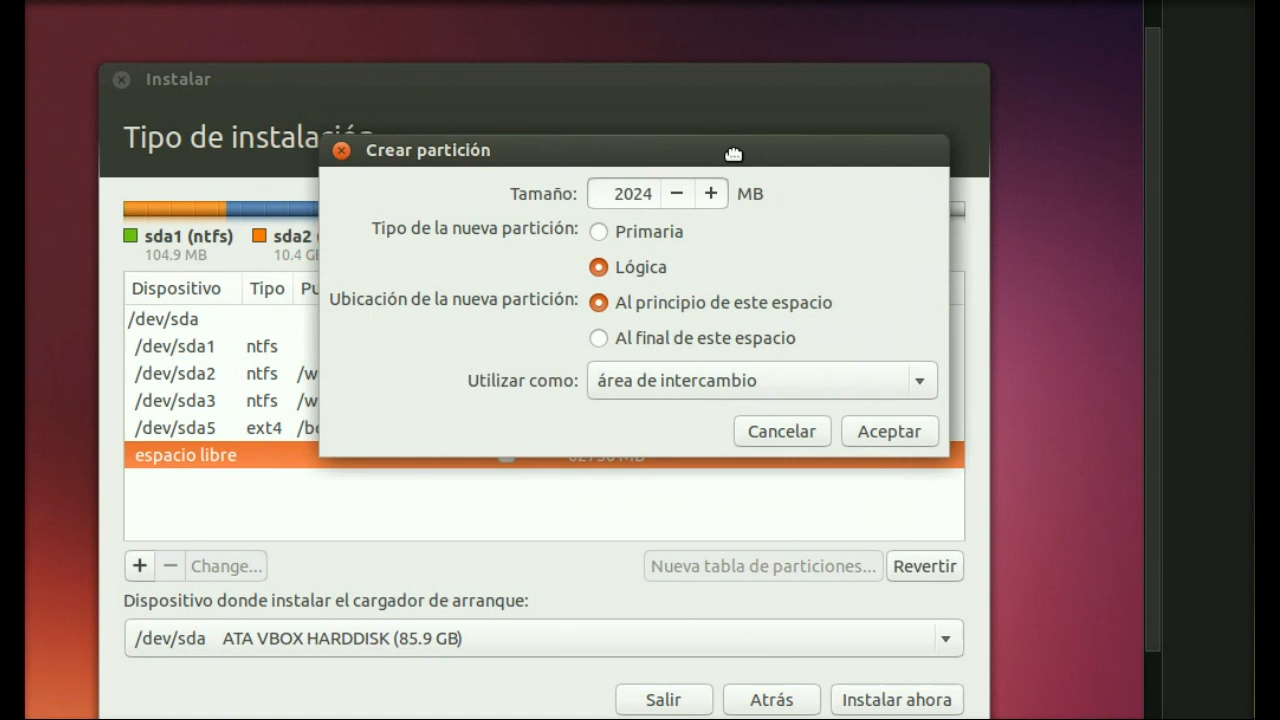 Instalar
Tipo de instalación
Crear partición
Tamaño: 2024 MB
Tipo de la nueva partición: Primaria
Lógica
Ubicación de la nueva partición: Al principio de este espacio
Al final de este espacio
Utilizar como: área de intercambio
Cancelar Aceptar
sda1 (ntfs) sda2
104.9 MB 10.4
Dispositivo Tipo
/dev/sda
/dev/sda1 ntfs
/dev/sda2 ntfs /w
/dev/sda3 ntfs /w
/dev/sda5 ext4 /b
espacio libre
+ − Change... Nueva tabla de particiones... Revertir
Dispositivo donde instalar el cargador de arranque:
/dev/sda ATA VBOX HARDDISK (85.9 GB)
Salir Atrás Instalar ahora